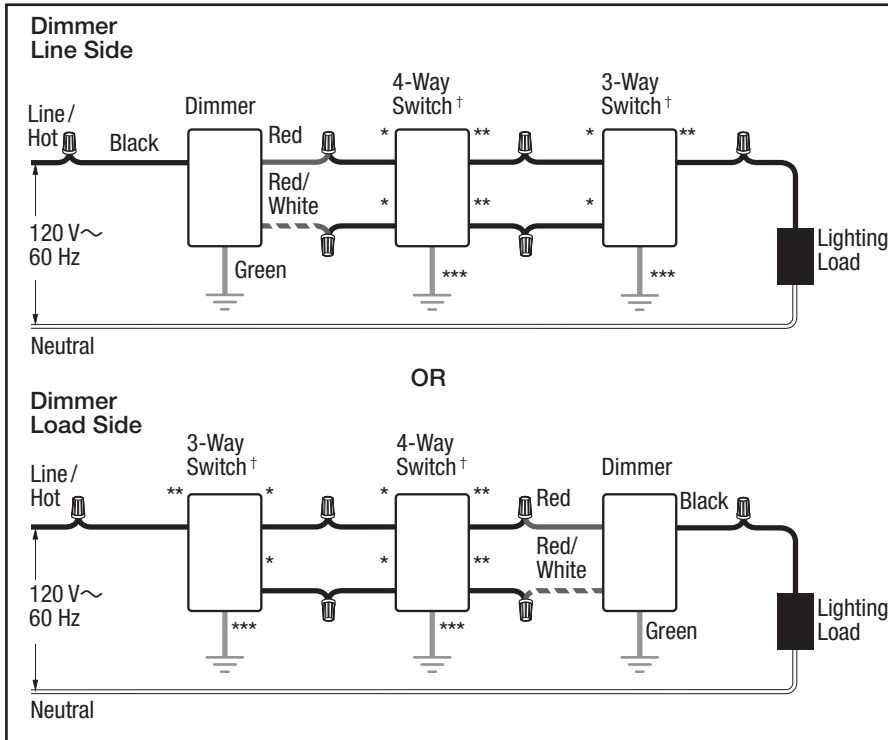 Dimmer
Line Side
4-Way
Switch †
3-Way
Switch †
Dimmer
Line/
Hot
Black
Red
*
**
*
**
Red/
White
*
**
*
120 V~
60 Hz
Green
***
***
Lighting
Load
Neutral
OR
Dimmer
Load Side
3-Way
Switch †
4-Way
Switch †
Dimmer
Line/
Hot
**
*
*
**
Red
Black
*
*
**
Red/
White
120 V~
60 Hz
***
***
Green
Lighting
Load
Neutral